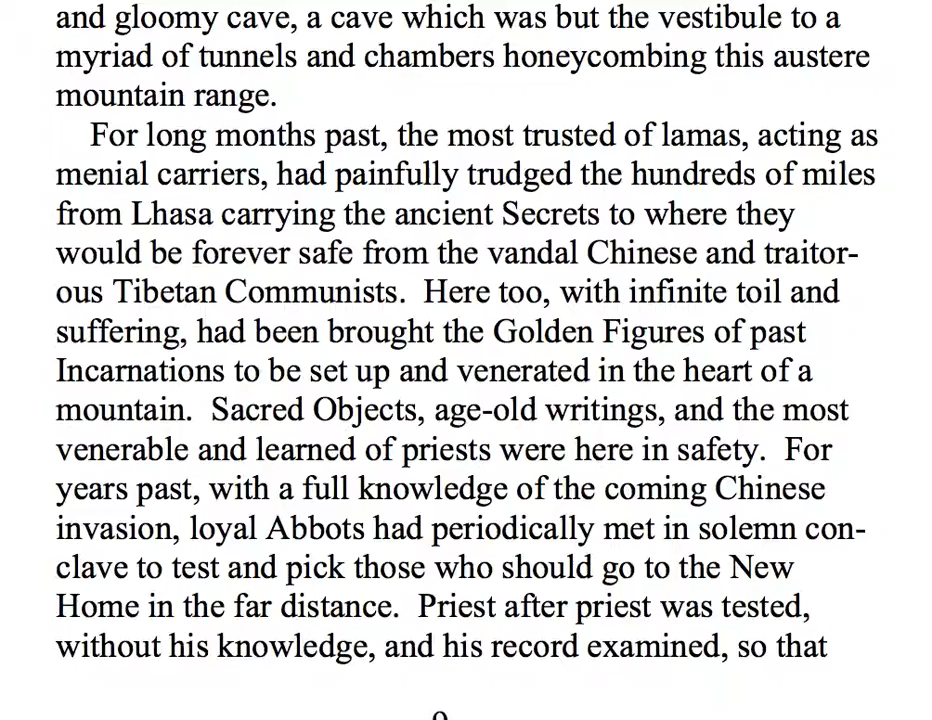 and gloomy cave, a cave which was but the vestibule to a
myriad of tunnels and chambers honeycombing this austere
mountain range.
For long months past, the most trusted of lamas, acting as
menial carriers, had painfully trudged the hundreds of miles
from Lhasa carrying the ancient Secrets to where they
would be forever safe from the vandal Chinese and traitor-
ous Tibetan Communists.  Here too, with infinite toil and
suffering, had been brought the Golden Figures of past
Incarnations to be set up and venerated in the heart of a
mountain.  Sacred Objects, age-old writings, and the most
venerable and learned of priests were here in safety.  For
years past, with a full knowledge of the coming Chinese
invasion, loyal Abbots had periodically met in solemn con-
clave to test and pick those who should go to the New
Home in the far distance.  Priest after priest was tested,
without his knowledge, and his record examined, so that